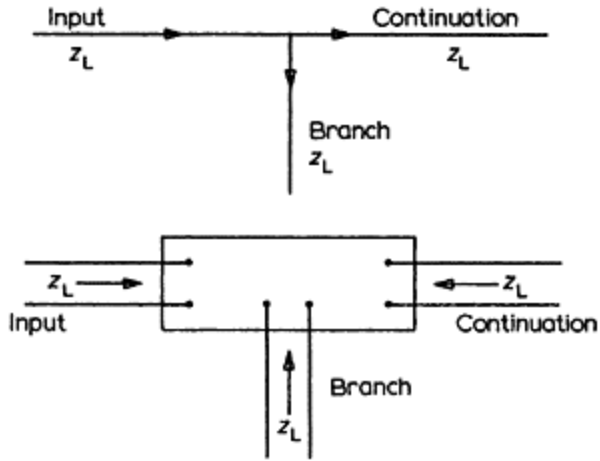 Input
Continuation
Z_L
Z_L
Branch
Z_L
Z_L
Z_L
Input
Continuation
Branch
Z_L